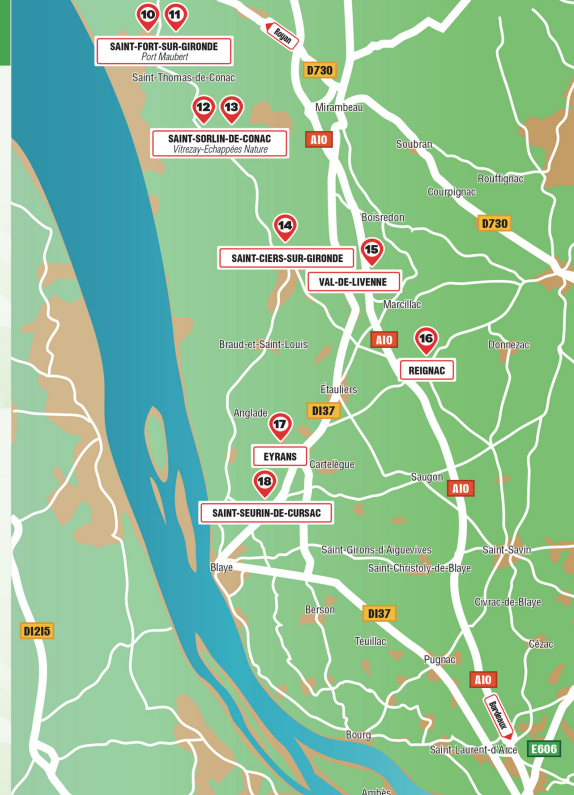 10
11
Royan
SAINT-FORT-SUR-GIRONDE
Port Maubert
D730
Saint-Thomas-de-Conac
12
13
Mirambeau
A10
SAINT-SORLIN-DE-CONAC
Vitrezay-Echappées Nature
Soubran
Rouffignac
Courpignac
Boisredon
14
D730
15
SAINT-CIERS-SUR-GIRONDE
VAL-DE-LIVENNE
Marcillac
16
A10
Braud-et-Saint-Louis
Donnezac
REIGNAC
Étauliers
Anglade
D137
17
EYRANS
Cartelègue
18
Saugon
A10
SAINT-SEURIN-DE-CURSAC
Saint-Girons-d'Aiguevives
Saint-Savin
Blaye
Saint-Christoly-de-Blaye
Civrac-de-Blaye
Berson
D137
D1215
Teuillac
Cézac
Pugnac
A10
Bordeaux
Bourg
Saint-Laurent-d'Arce
E606
Ambès